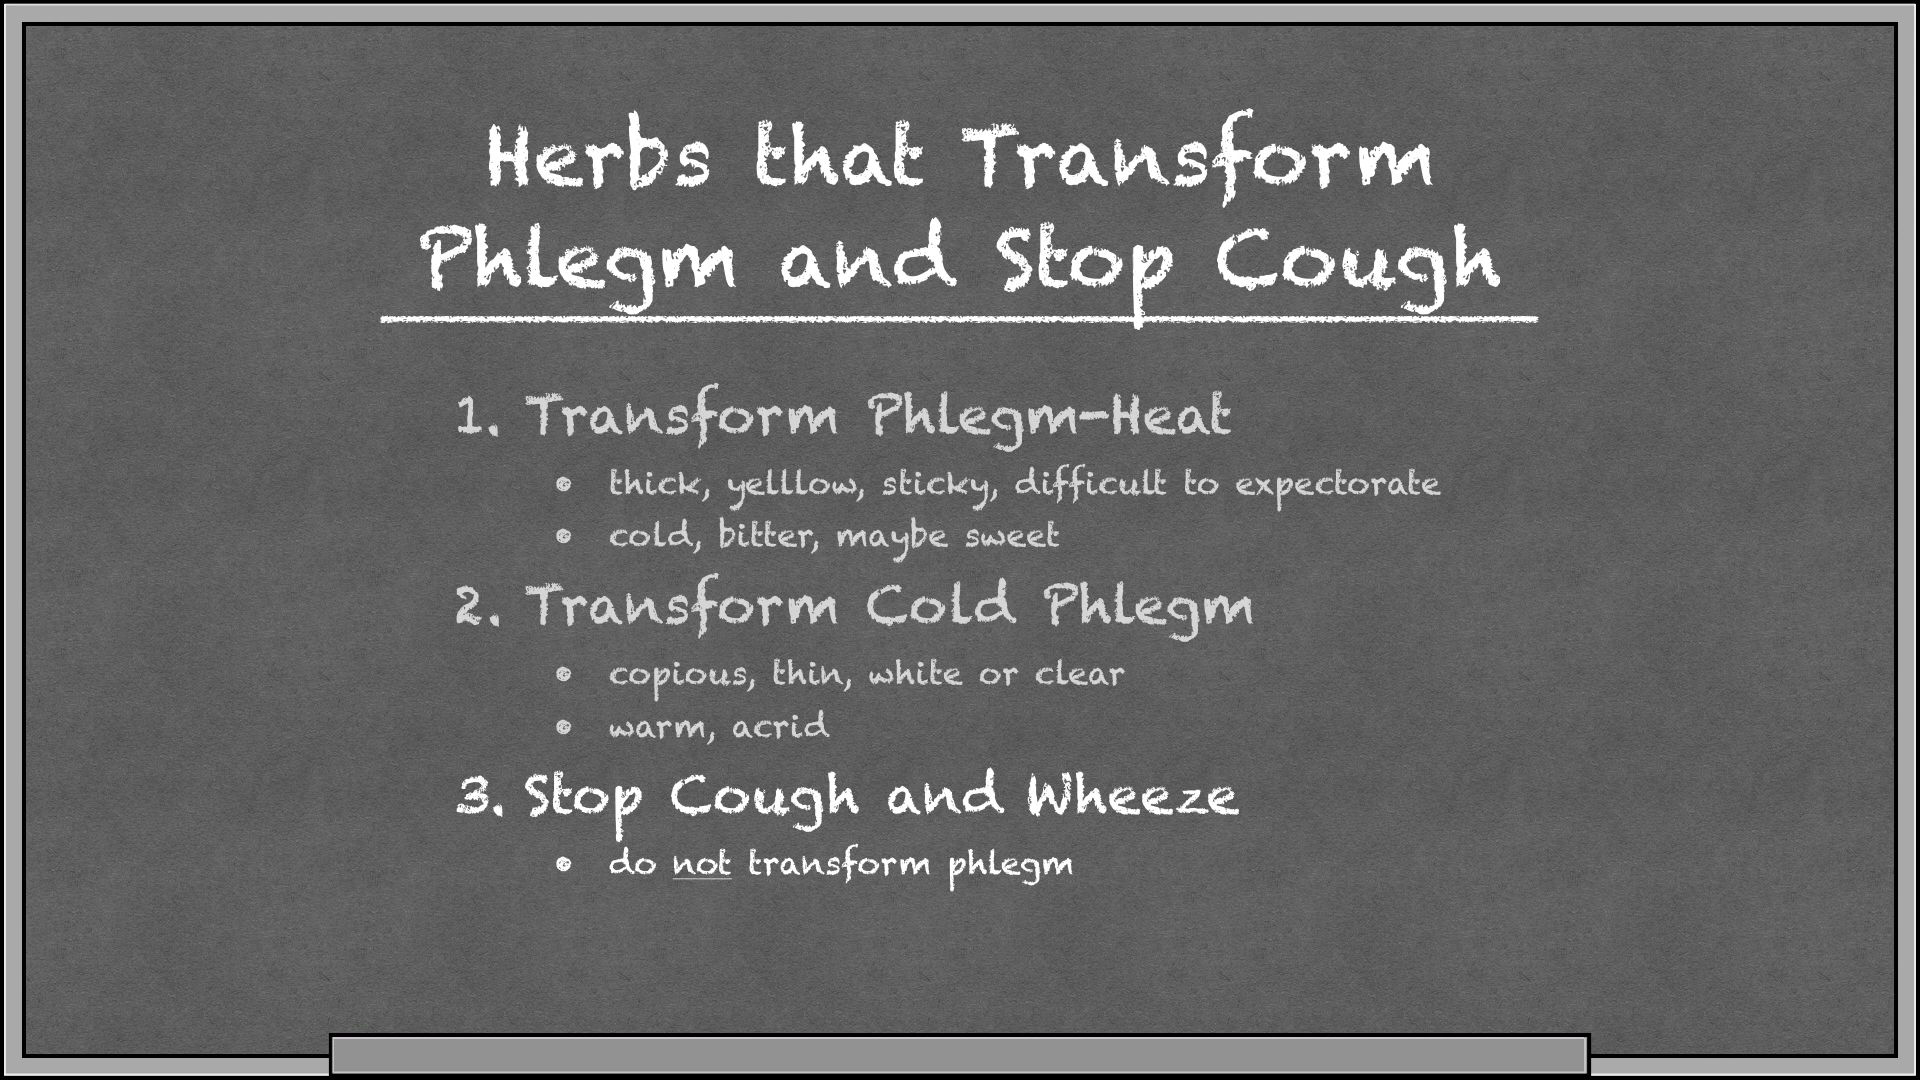 Herbs that Transform
Phlegm and Stop Cough
1. Transform Phlegm-Heat
• thick, yelllow, sticky, difficult to expectorate
• cold, bitter, maybe sweet
2. Transform Cold Phlegm
• copious, thin, white or clear
• warm, acrid
3. Stop Cough and Wheeze
• do not transform phlegm